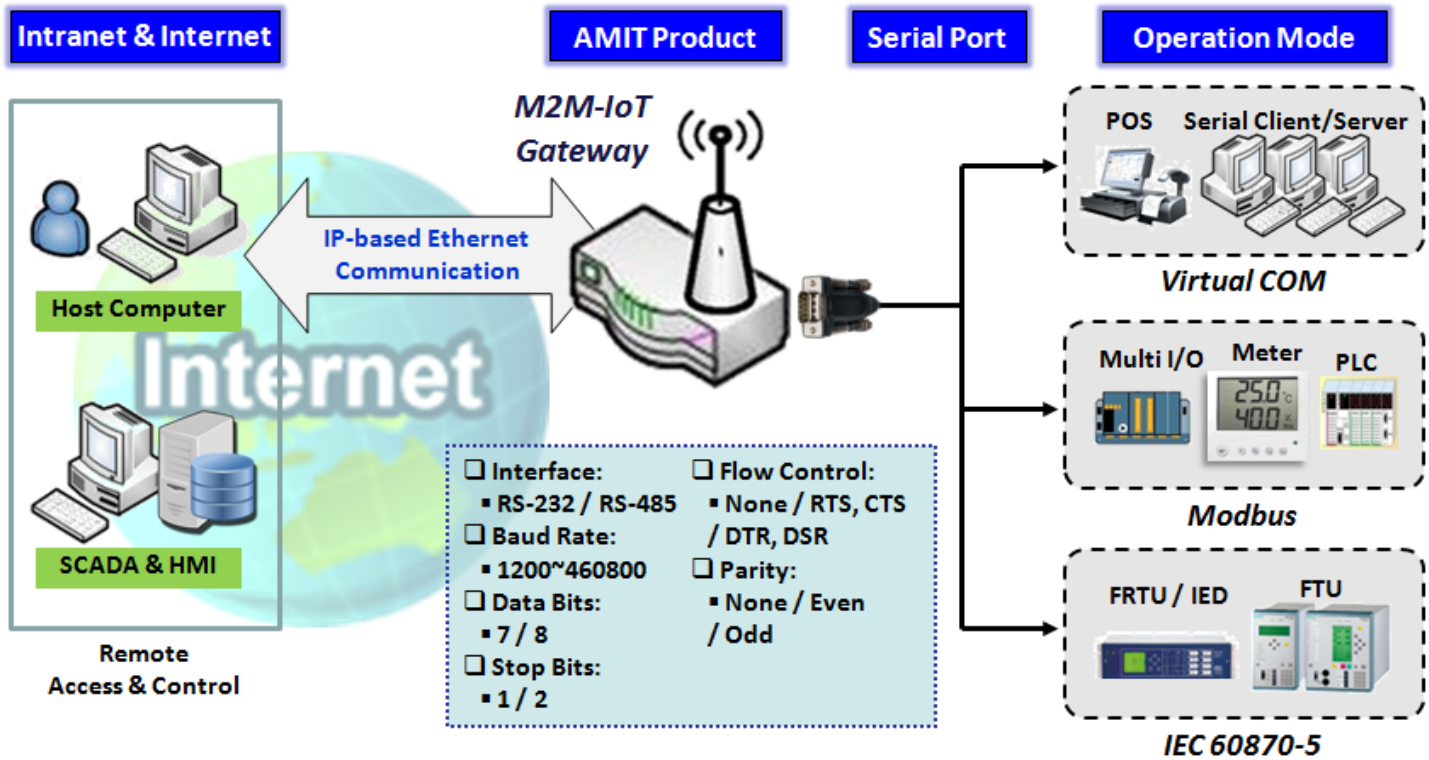 Intranet & Internet
AMIT Product
Serial Port
Operation Mode
M2M-IoT
Gateway
IP-based Ethernet
Communication
Host Computer
Internet
SCADA & HMI
Remote
Access & Control
❑ Interface:
▪ RS-232 / RS-485
❑ Baud Rate:
▪ 1200~460800
❑ Data Bits:
▪ 7 / 8
❑ Stop Bits:
▪ 1 / 2
❑ Flow Control:
▪ None / RTS, CTS
/ DTR, DSR
❑ Parity:
▪ None / Even
/ Odd
POS
Serial Client/Server
Virtual COM
Multi I/O
Meter
PLC
25.0 °C
40.0
Modbus
FRTU / IED
FTU
IEC 60870-5